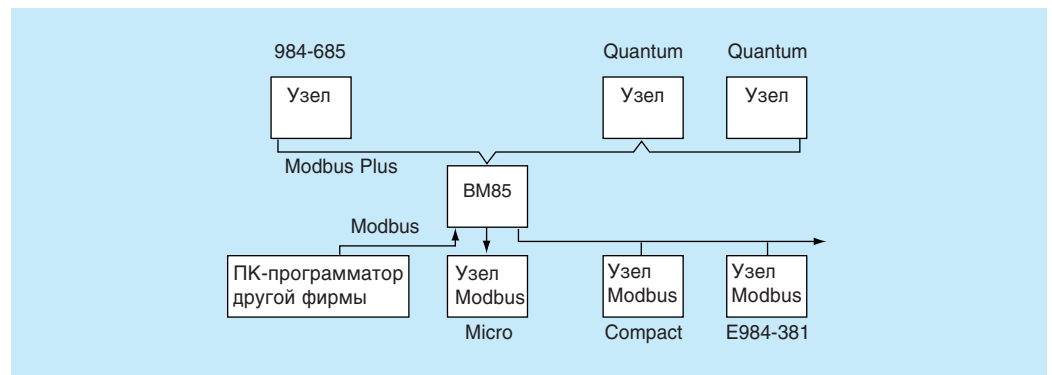 984-685
Quantum
Quantum
Узел
Узел
Узел
Modbus Plus
BM85
Modbus
ПК-программатор
другой фирмы
Узел
Modbus
Узел
Modbus
Узел
Modbus
Micro
Compact
E984-381